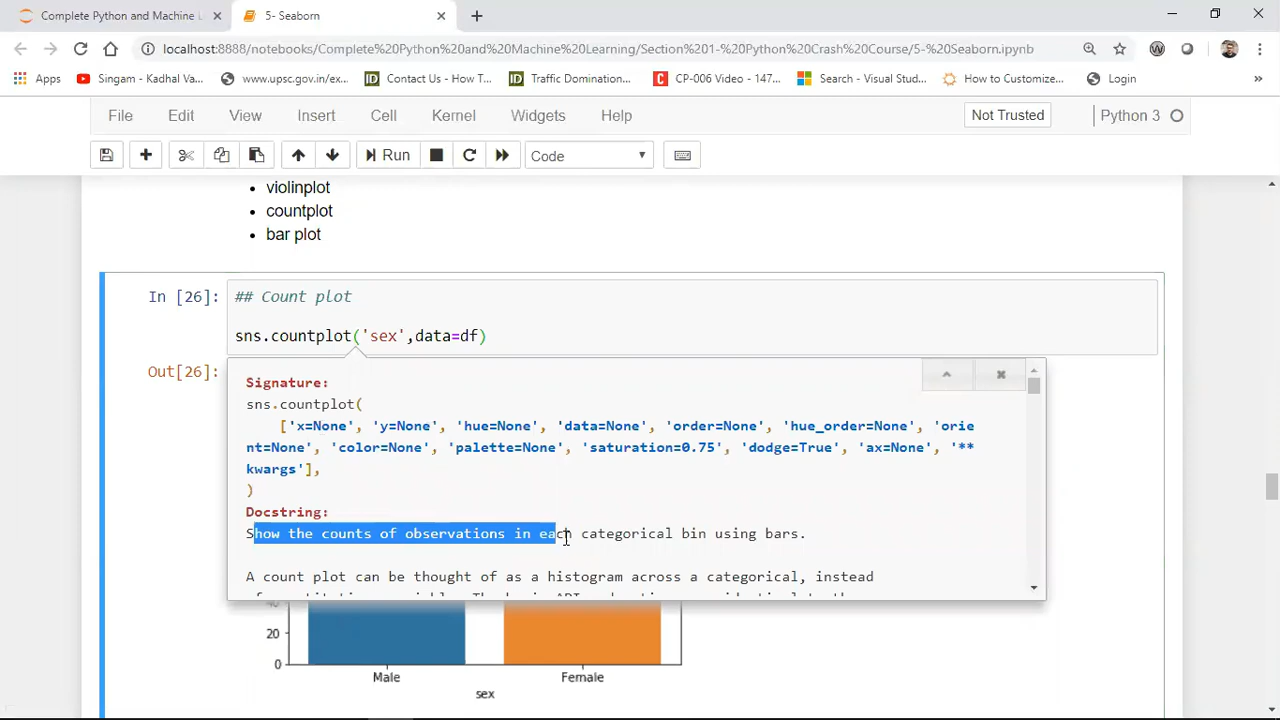 Complete Python and Machine L
5- Seaborn
localhost:8888/notebooks/Complete%20Python%20and%20Machine%20Learning/Section%201-%20Python%20Crash%20Course/5-%20Seaborn.ipynb
Apps
Singam - Kadhal Va...
www.upsc.gov.in/ex...
Contact Us - How T...
Traffic Domination...
CP-006 Video - 147...
Search - Visual Stud...
How to Customize...
Login
File Edit View Insert Cell Kernel Widgets Help
Not Trusted
Python 3
Run
Code
• violinplot
• countplot
• bar plot
In [26]:
## Count plot
sns.countplot('sex',data=df)
Out[26]:
Signature:
sns.countplot(
['x=None', 'y=None', 'hue=None', 'data=None', 'order=None', 'hue_order=None', 'orie
nt=None', 'color=None', 'palette=None', 'saturation=0.75', 'dodge=True', 'ax=None', '**
kwargs'],
)
Docstring:
Show the counts of observations in each categorical bin using bars.
A count plot can be thought of as a histogram across a categorical, instead
20
0
Male
Female
sex